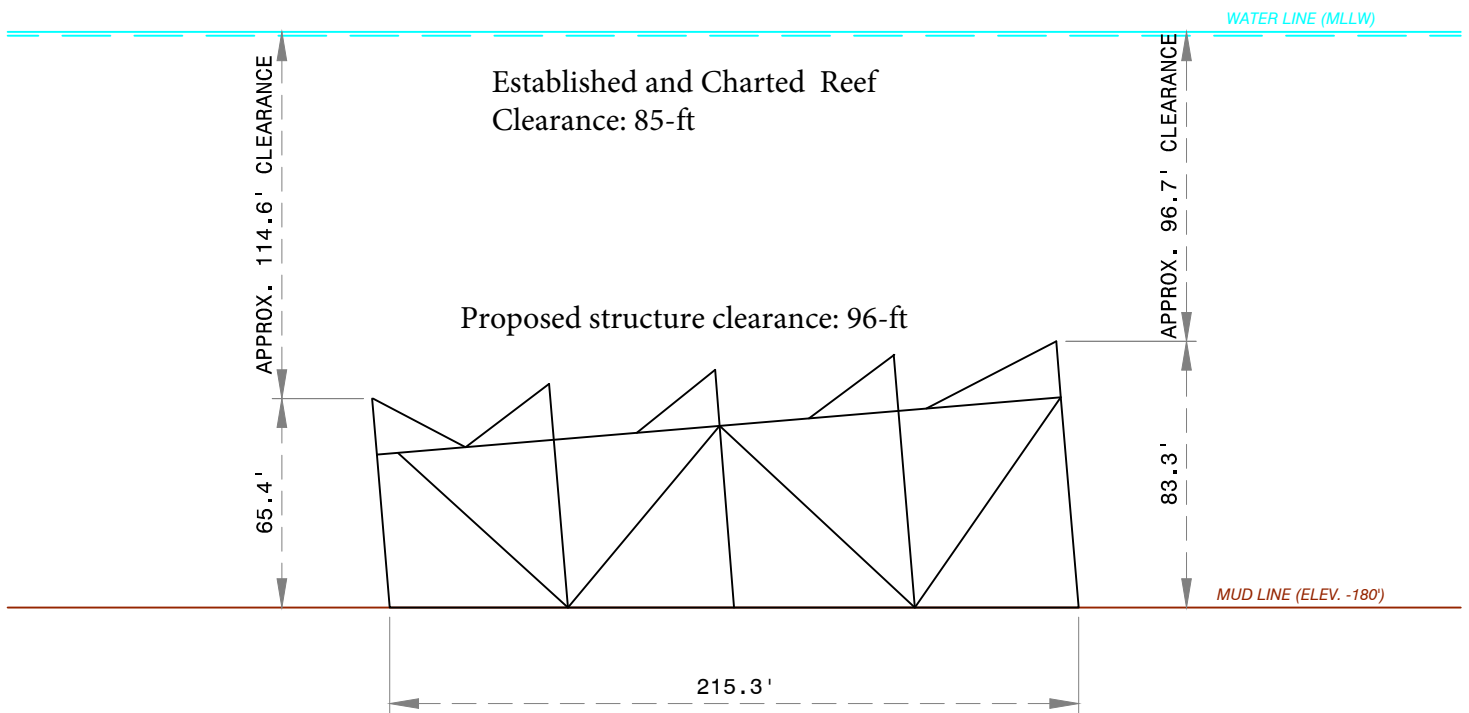 WATER LINE (MLLW)
Established and Charted Reef
Clearance: 85-ft
APPROX. 114.6' CLEARANCE
APPROX. 96.7' CLEARANCE
Proposed structure clearance: 96-ft
65.4'
83.3'
MUD LINE (ELEV. -180')
215.3'